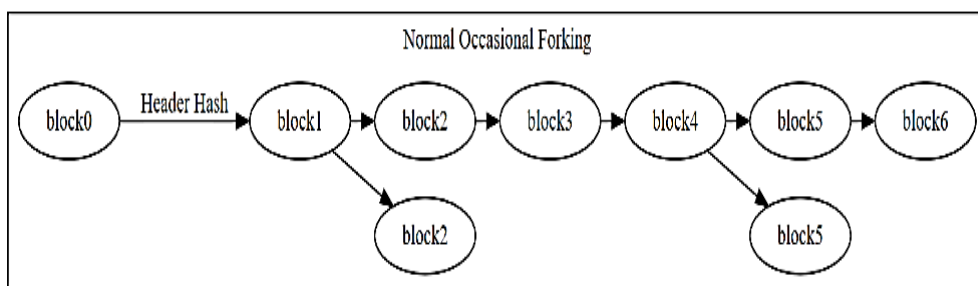 Normal Occasional Forking
block0 Header Hash block1 block2 block3 block4 block5 block6
block2 block5